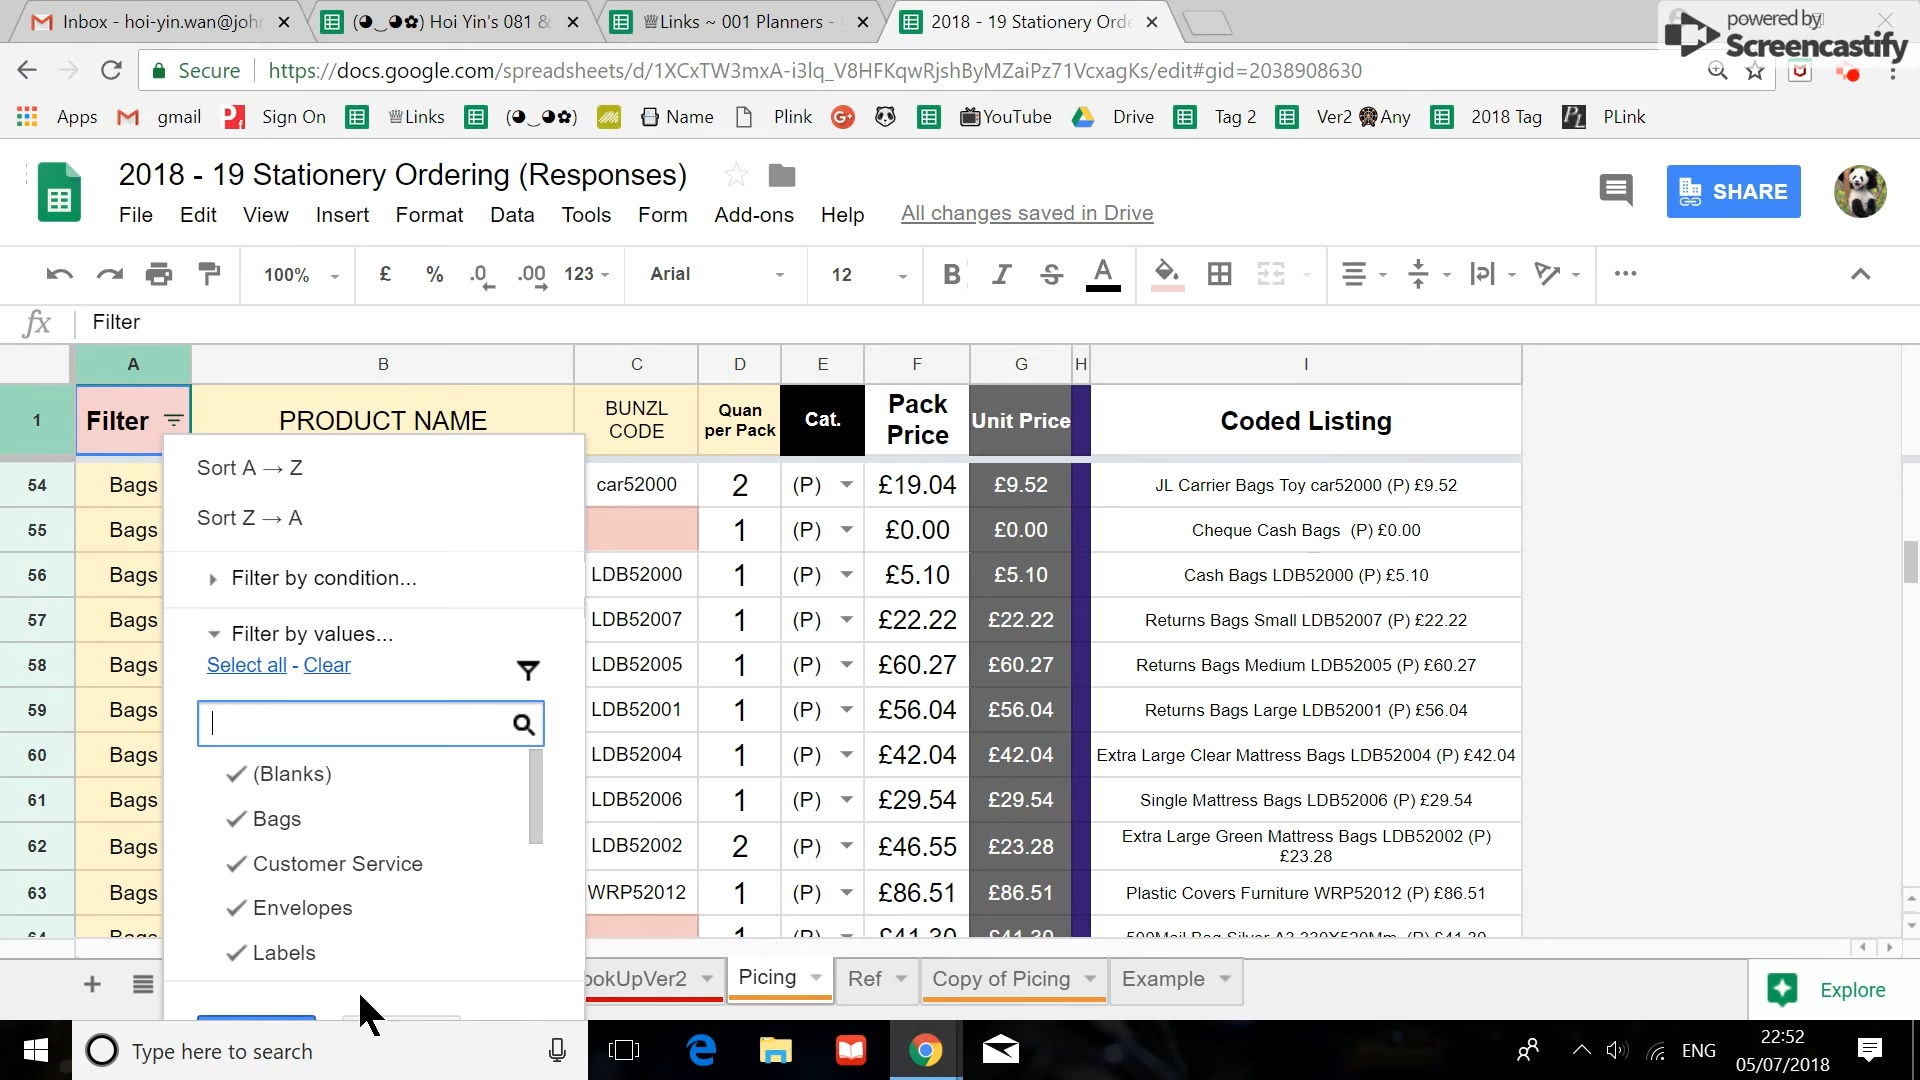 Inbox - hoi-yin.wan@john
(◕‿◕✿) Hoi Yin's 081 &
♕Links ~ 001 Planners -
2018 - 19 Stationery Orde
powered by
Screencastify
Secure
https://docs.google.com/spreadsheets/d/1XCxTW3mxA-i3lq_V8HFKqwRjshByMZaiPz71VcxagKs/edit#gid=2038908630
Apps gmail Sign On ♕Links (◕‿◕✿) Name Plink YouTube Drive Tag 2 Ver2 Any 2018 Tag PLink
2018 - 19 Stationery Ordering (Responses)
File Edit View Insert Format Data Tools Form Add-ons Help All changes saved in Drive
SHARE
100% £ % .0 .00 123 Arial 12 B I S A
fx Filter
A B C D E F G H I
1 Filter PRODUCT NAME BUNZL CODE Quan per Pack Cat. Pack Price Unit Price Coded Listing
54 Bags car52000 2 (P) £19.04 £9.52 JL Carrier Bags Toy car52000 (P) £9.52
55 Bags 1 (P) £0.00 £0.00 Cheque Cash Bags (P) £0.00
56 Bags LDB52000 1 (P) £5.10 £5.10 Cash Bags LDB52000 (P) £5.10
57 Bags LDB52007 1 (P) £22.22 £22.22 Returns Bags Small LDB52007 (P) £22.22
58 Bags LDB52005 1 (P) £60.27 £60.27 Returns Bags Medium LDB52005 (P) £60.27
59 Bags LDB52001 1 (P) £56.04 £56.04 Returns Bags Large LDB52001 (P) £56.04
60 Bags LDB52004 1 (P) £42.04 £42.04 Extra Large Clear Mattress Bags LDB52004 (P) £42.04
61 Bags LDB52006 1 (P) £29.54 £29.54 Single Mattress Bags LDB52006 (P) £29.54
62 Bags LDB52002 2 (P) £46.55 £23.28 Extra Large Green Mattress Bags LDB52002 (P) £23.28
63 Bags WRP52012 1 (P) £86.51 £86.51 Plastic Covers Furniture WRP52012 (P) £86.51
64 Bags 1 (P) £41.30 £41.30 500Mail Bag Silver A3 330X520Mm (P) £41.30
Sort A → Z
Sort Z → A
Filter by condition...
Filter by values...
Select all - Clear
(Blanks)
Bags
Customer Service
Envelopes
Labels
ookUpVer2 Picing Ref Copy of Picing Example
Explore
Type here to search
ENG
22:52
05/07/2018